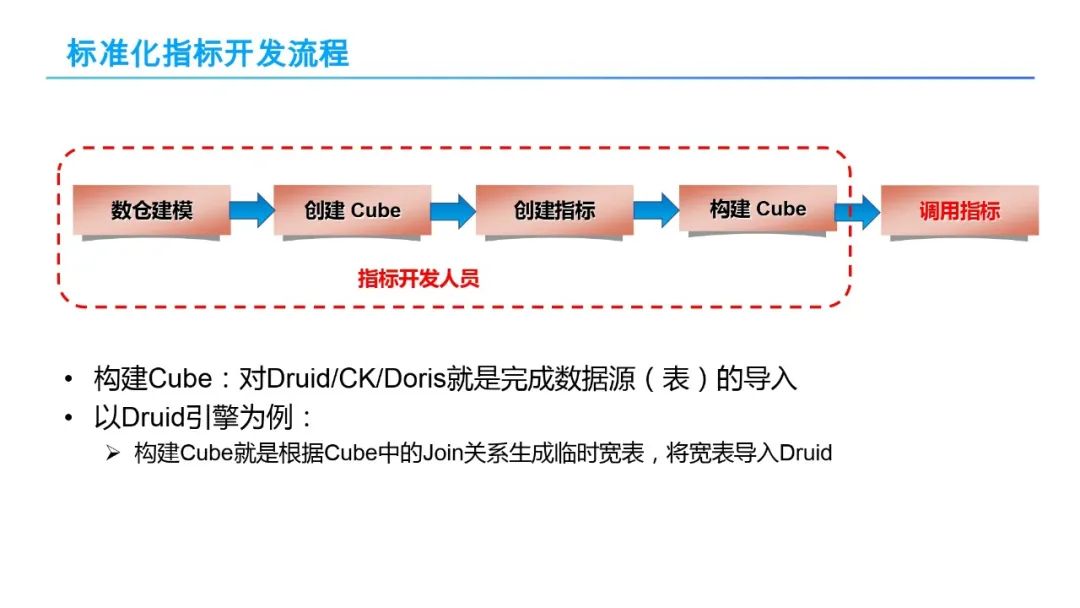 标准化指标开发流程
数仓建模
创建 Cube
创建指标
构建 Cube
调用指标
指标开发人员
• 构建Cube：对Druid/CK/Doris就是完成数据源（表）的导入
• 以Druid引擎为例：
➢ 构建Cube就是根据Cube中的Join关系生成临时宽表，将宽表导入Druid